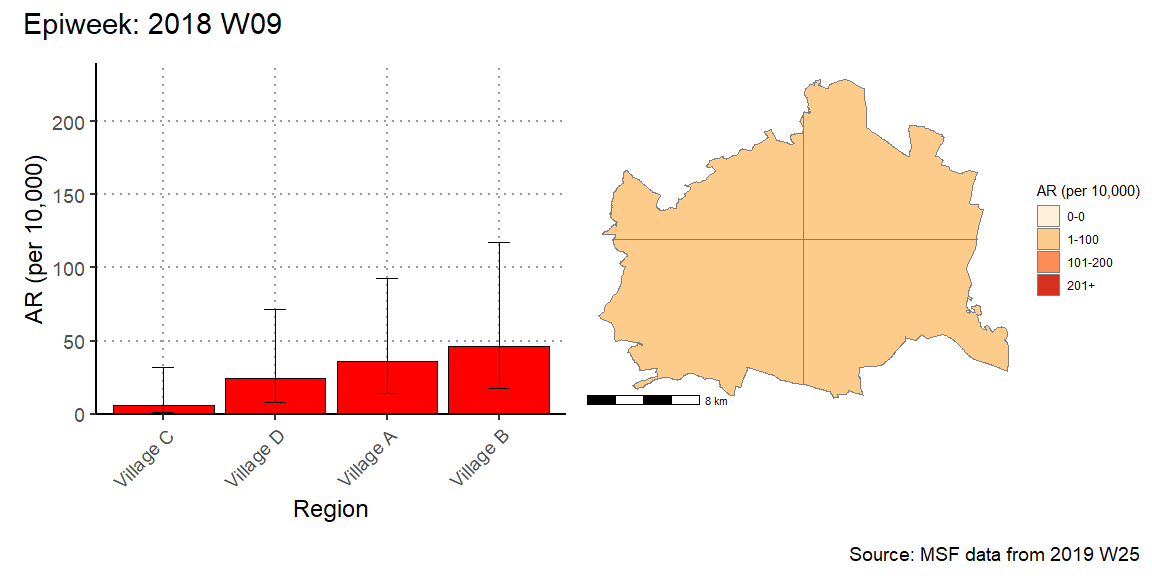 Epiweek: 2018 W09
AR (per 10,000)
200
150
100
50
0
Village C
Village D
Village A
Village B
Region
8 km
AR (per 10,000)
0-0
1-100
101-200
201+
Source: MSF data from 2019 W25